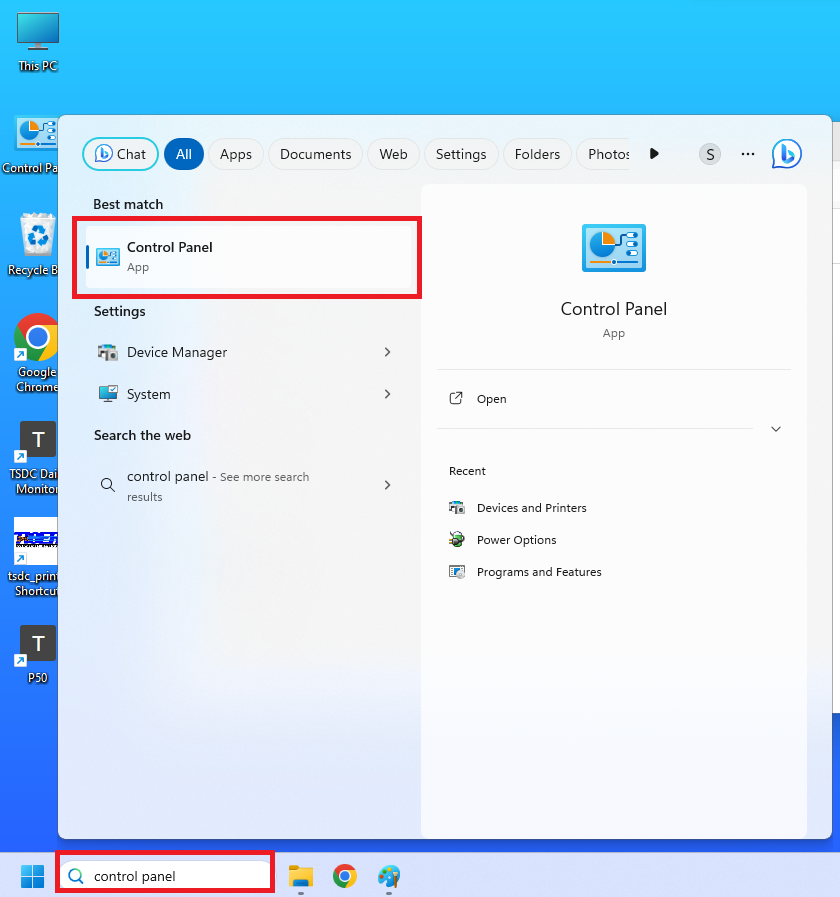 This PC
Control Pa
Recycle B
Google
Chrome
T
TSDC Dai
Monitor
tsdc_print
Shortcut
T
P50
Chat
All
Apps
Documents
Web
Settings
Folders
Photos
S
Best match
Control Panel
App
Settings
Device Manager
System
Search the web
control panel - See more search
results
Control Panel
App
Open
Recent
Devices and Printers
Power Options
Programs and Features
control panel